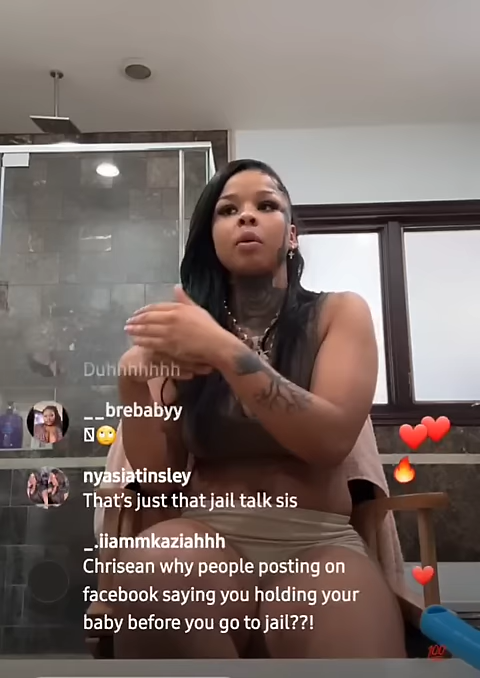 Duhhhhhhh
__brebabyy
🙄
nyasiatinsley
That's just that jail talk sis
_.iiammkaziahhh
Chrisean why people posting on
facebook saying you holding your
baby before you go to jail??!
💯